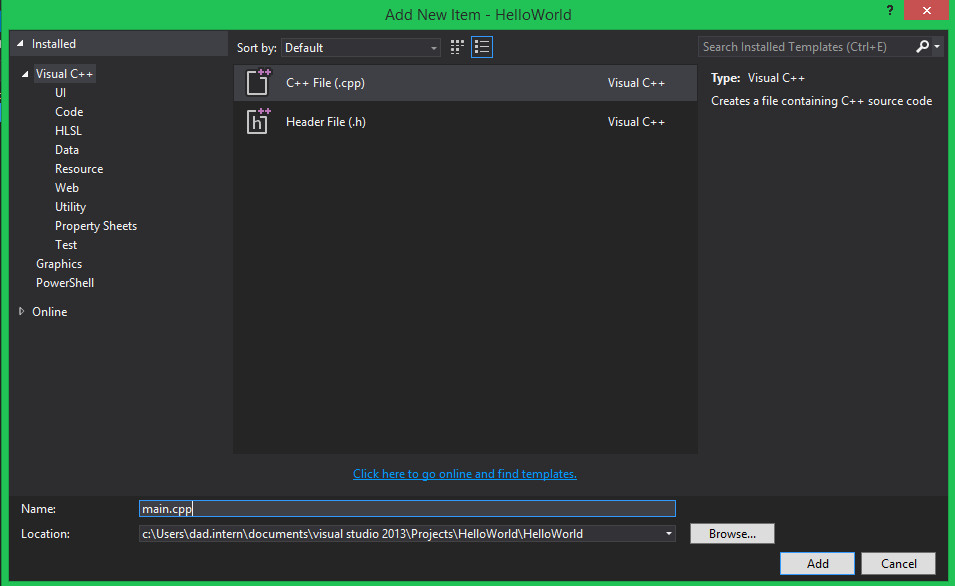 Add New Item - HelloWorld
?
Installed
Sort by: Default
Search Installed Templates (Ctrl+E)
Visual C++
UI
Code
HLSL
Data
Resource
Web
Utility
Property Sheets
Test
Graphics
PowerShell
Online
C++ File (.cpp) Visual C++
Header File (.h) Visual C++
Type: Visual C++
Creates a file containing C++ source code
Click here to go online and find templates.
Name: main.cpp
Location: c:\Users\dad.intern\documents\visual studio 2013\Projects\HelloWorld\HelloWorld Browse...
Add Cancel